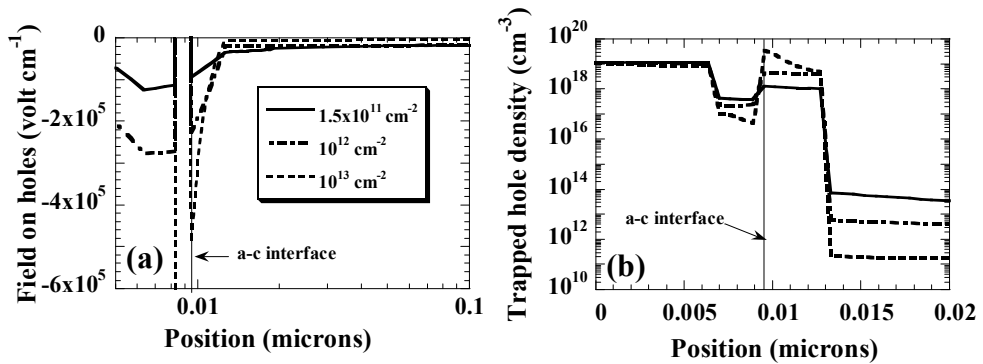 Field on holes (volt cm-1)
0
-2x10^5
-4x10^5
-6x10^5
1.5x10^11 cm-2
10^12 cm-2
10^13 cm-2
a-c interface
(a)
0.01
0.1
Position (microns)
Trapped hole density (cm-3)
10^20
10^18
10^16
10^14
10^12
10^10
a-c interface
(b)
0
0.005
0.01
0.015
0.02
Position (microns)